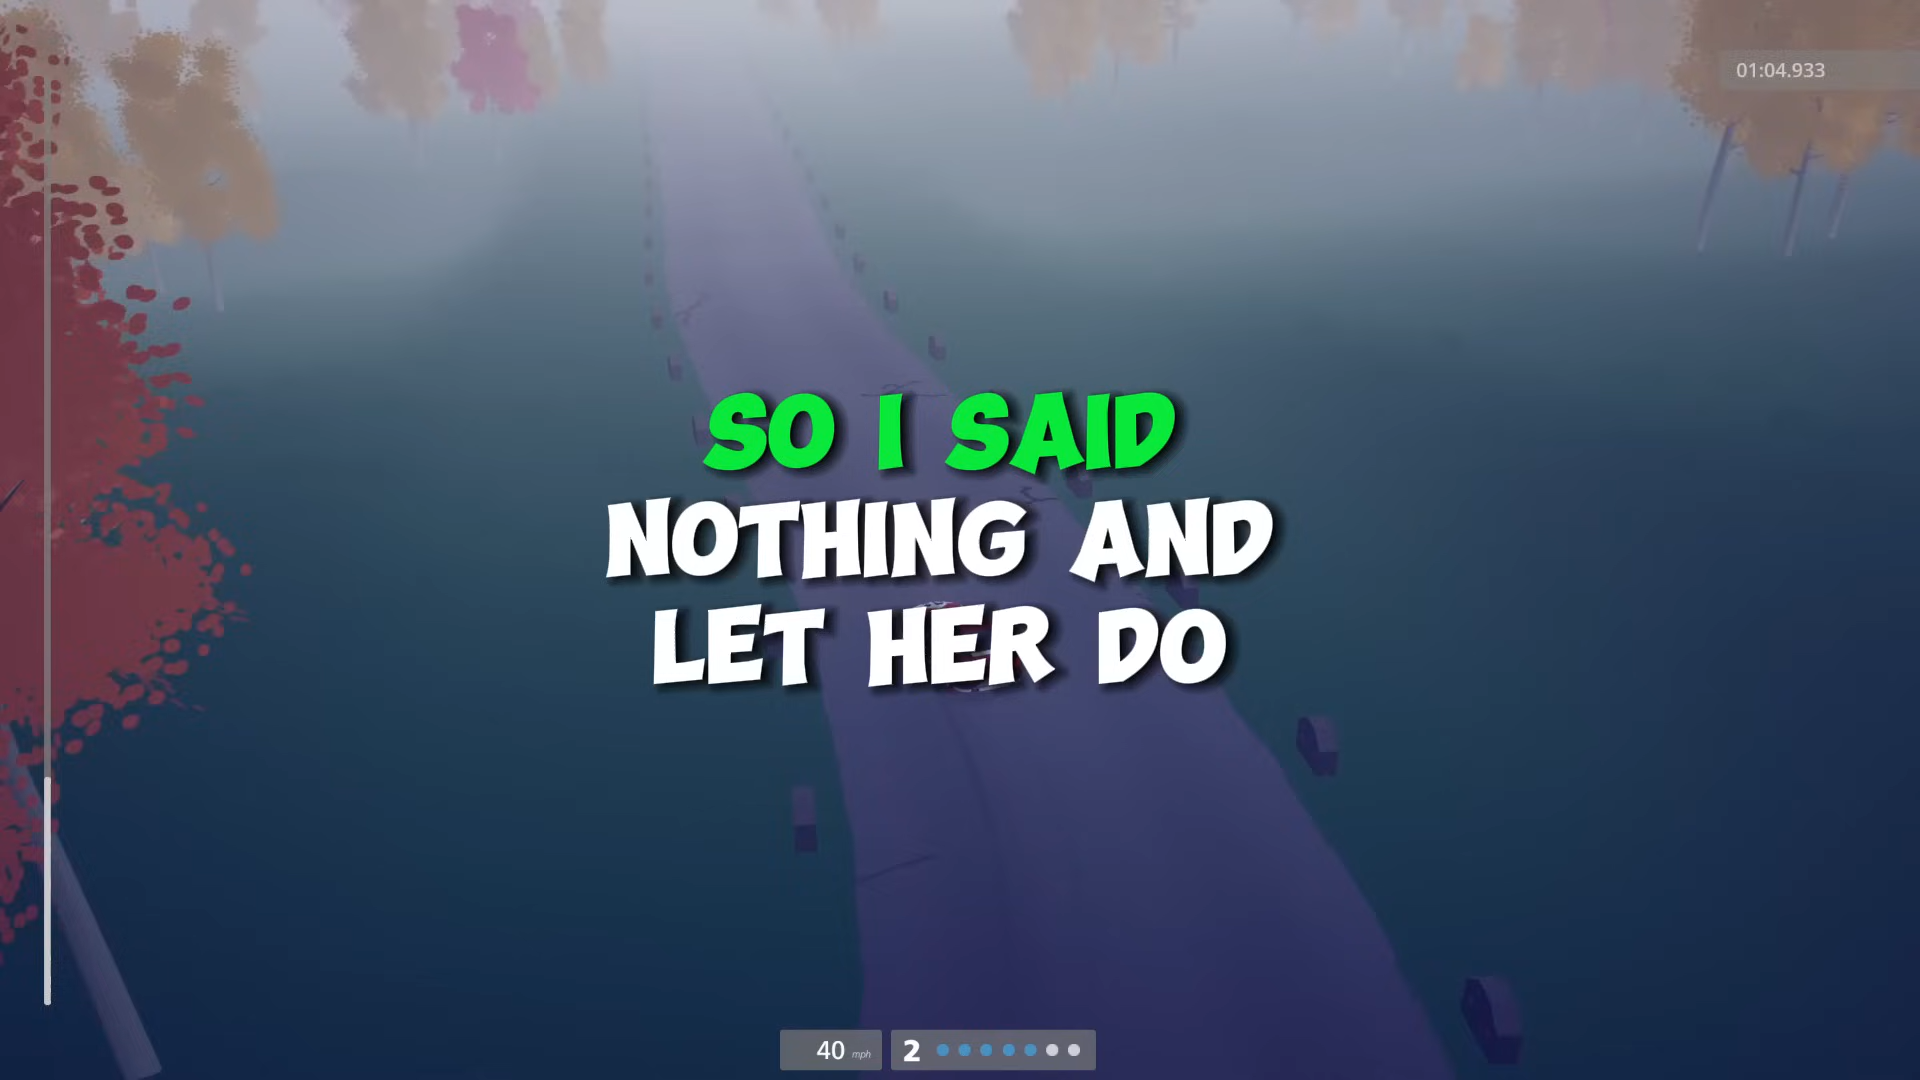 01:04.933
SO I SAID
NOTHING AND
LET HER DO
40 mph 2